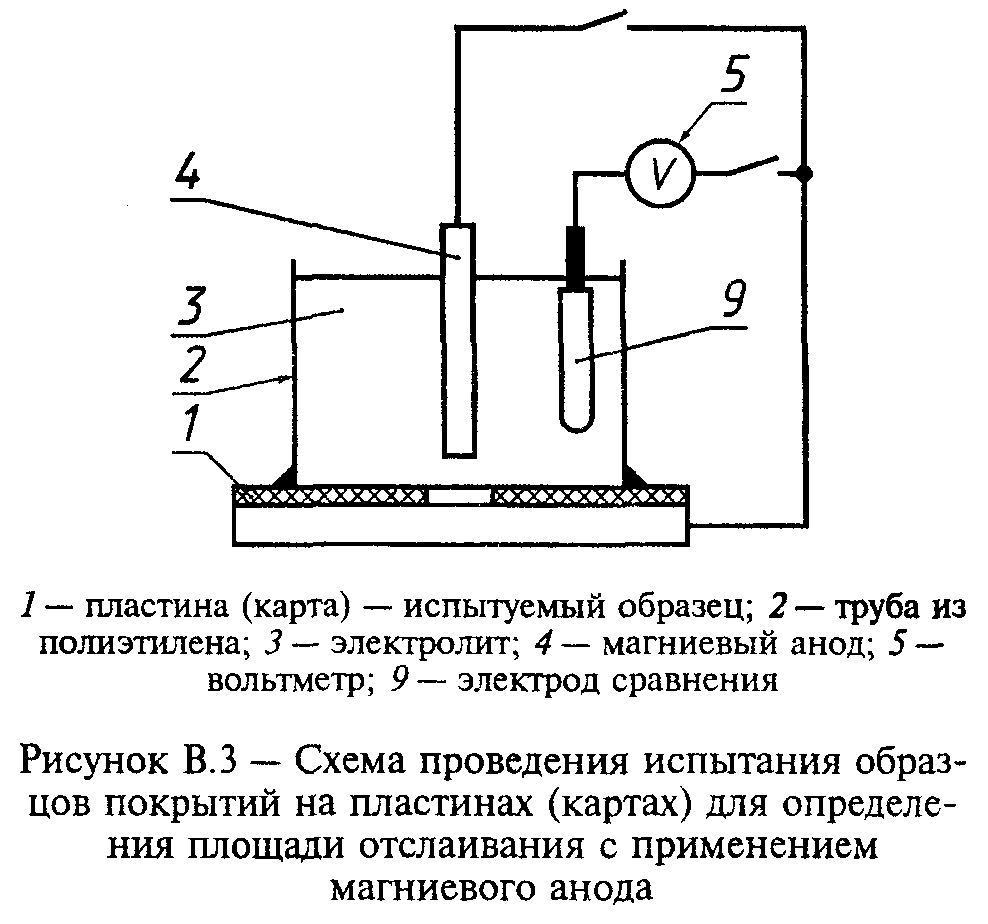 5
V
4
3
9
2
1
1 — пластина (карта) — испытуемый образец; 2 — труба из
полиэтилена; 3 — электролит; 4 — магниевый анод; 5 —
вольтметр; 9 — электрод сравнения
Рисунок В.3 — Схема проведения испытания образ-
цов покрытий на пластинах (картах) для определе-
ния площади отслаивания с применением
магниевого анода